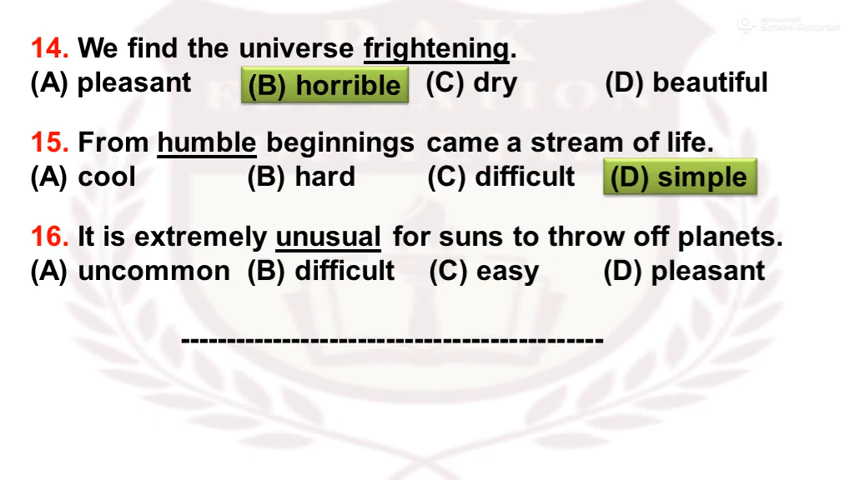 14. We find the universe frightening.
(A) pleasant (B) horrible (C) dry (D) beautiful
15. From humble beginnings came a stream of life.
(A) cool (B) hard (C) difficult (D) simple
16. It is extremely unusual for suns to throw off planets.
(A) uncommon (B) difficult (C) easy (D) pleasant
--------------------------------------------